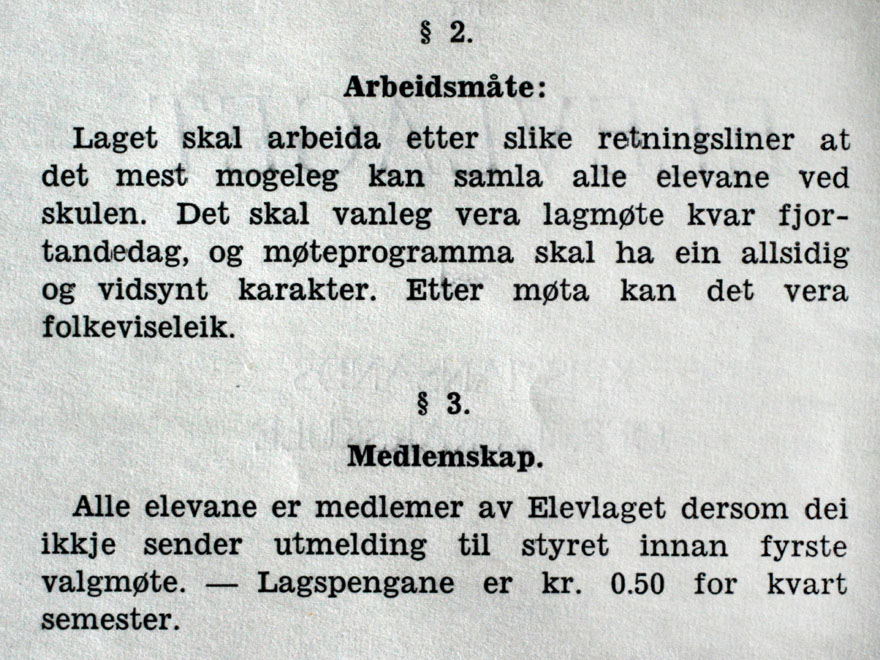 § 2.
Arbeidsmåte:
Laget skal arbeida etter slike retningsliner at
det mest mogeleg kan samla alle elevane ved
skulen. Det skal vanleg vera lagmøte kvar fjor-
tandedag, og møteprogramma skal ha ein allsidig
og vidsynt karakter. Etter møta kan det vera
folkeviseleik.
§ 3.
Medlemskap.
Alle elevane er medlemer av Elevlaget dersom dei
ikkje sender utmelding til styret innan fyrste
valgmøte. — Lagspengane er kr. 0.50 for kvart
semester.